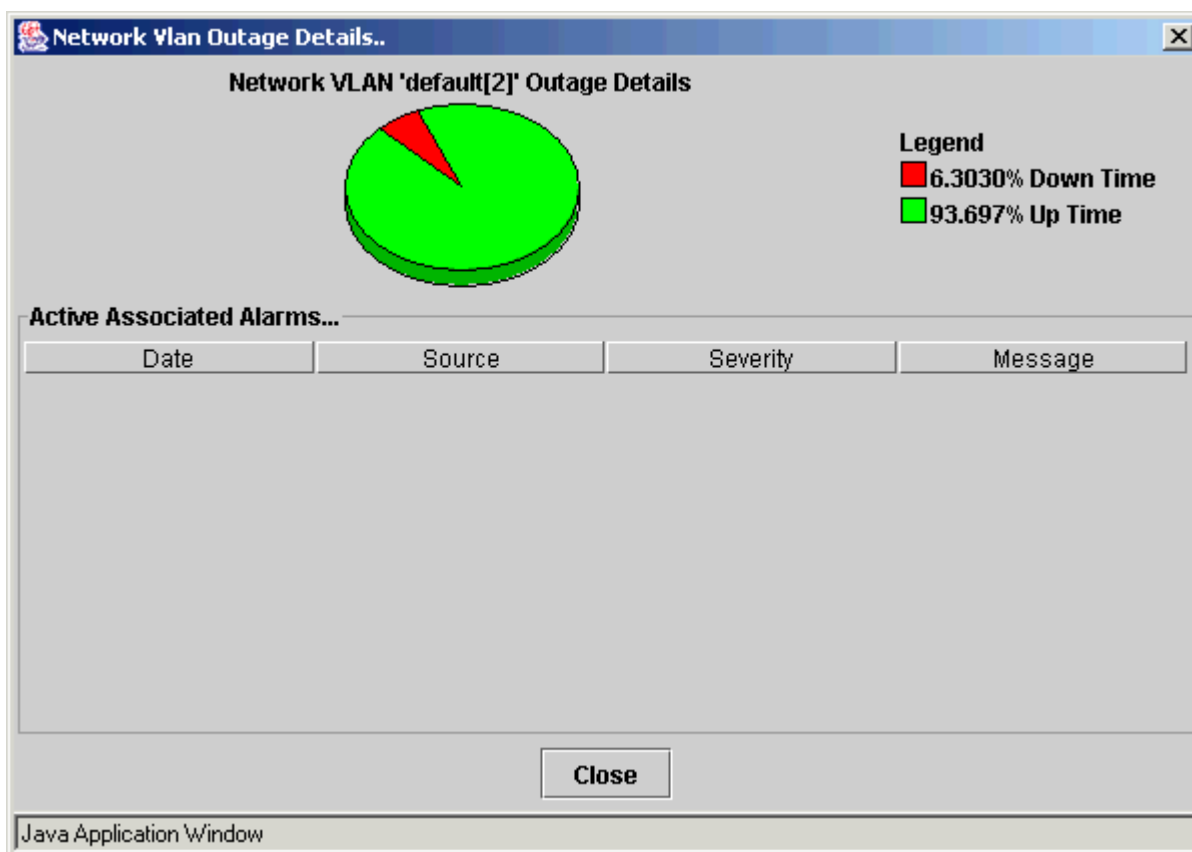 Network Vlan Outage Details..
Network VLAN 'default[2]' Outage Details
Legend
6.3030% Down Time
93.697% Up Time
Active Associated Alarms...
Date Source Severity Message
Close
Java Application Window